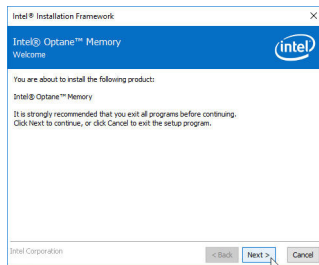 Intel® Installation Framework
Intel® Optane™ Memory
Welcome
intel
You are about to install the following product:
Intel® Optane™ Memory
It is strongly recommended that you exit all programs before continuing.
Click Next to continue, or click Cancel to exit the setup program.
Intel Corporation
< Back Next > Cancel